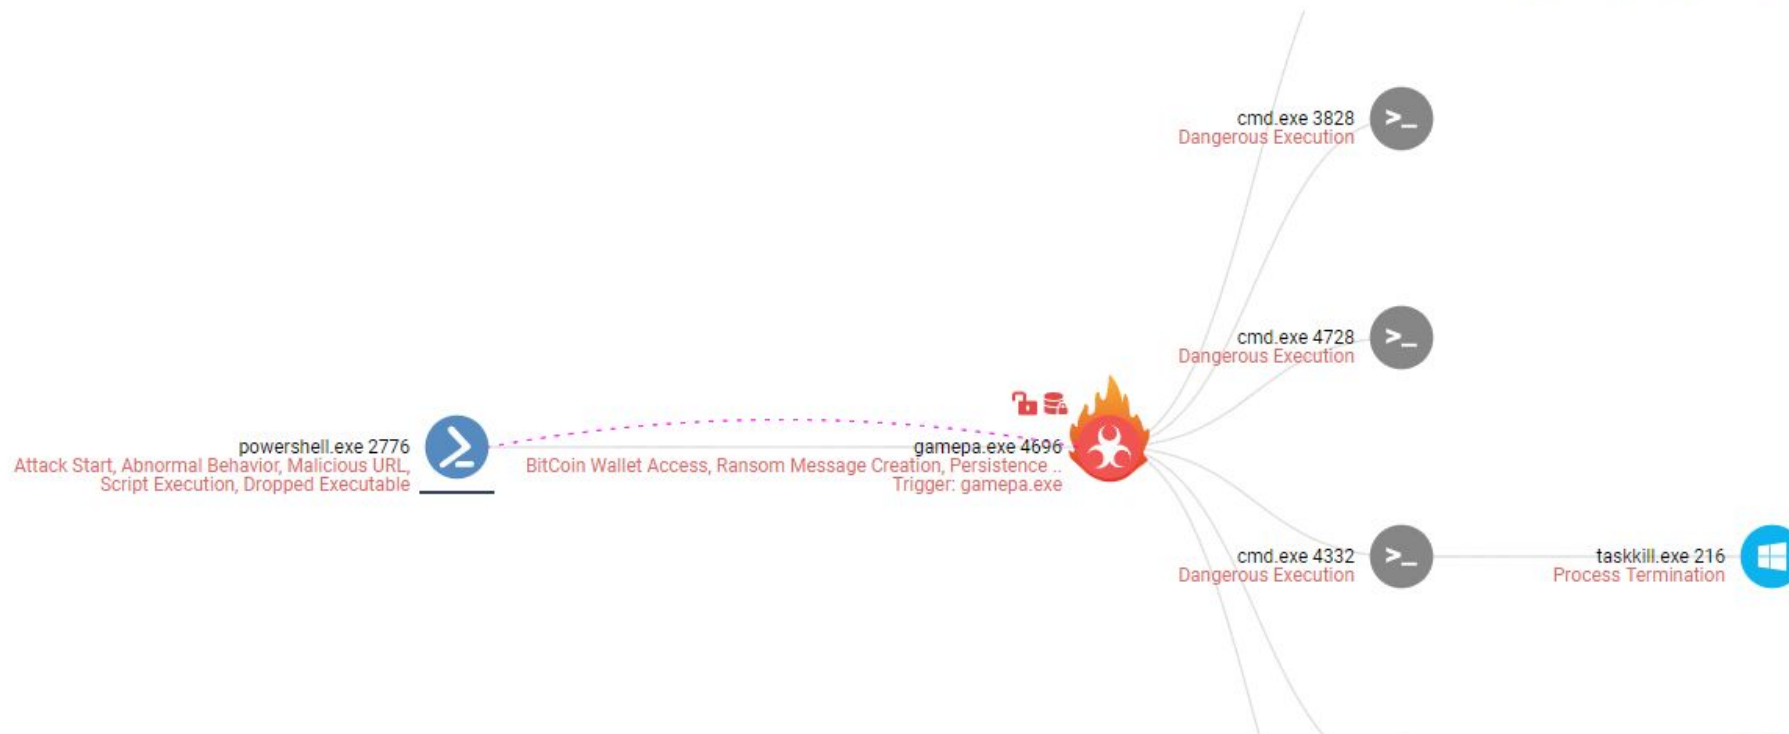 cmd.exe 3828
Dangerous Execution
cmd.exe 4728
Dangerous Execution
powershell.exe 2776
Attack Start, Abnormal Behavior, Malicious URL,
Script Execution, Dropped Executable
gamepa.exe 4696
BitCoin Wallet Access, Ransom Message Creation, Persistence ..
Trigger: gamepa.exe
cmd.exe 4332
Dangerous Execution
taskkill.exe 216
Process Termination